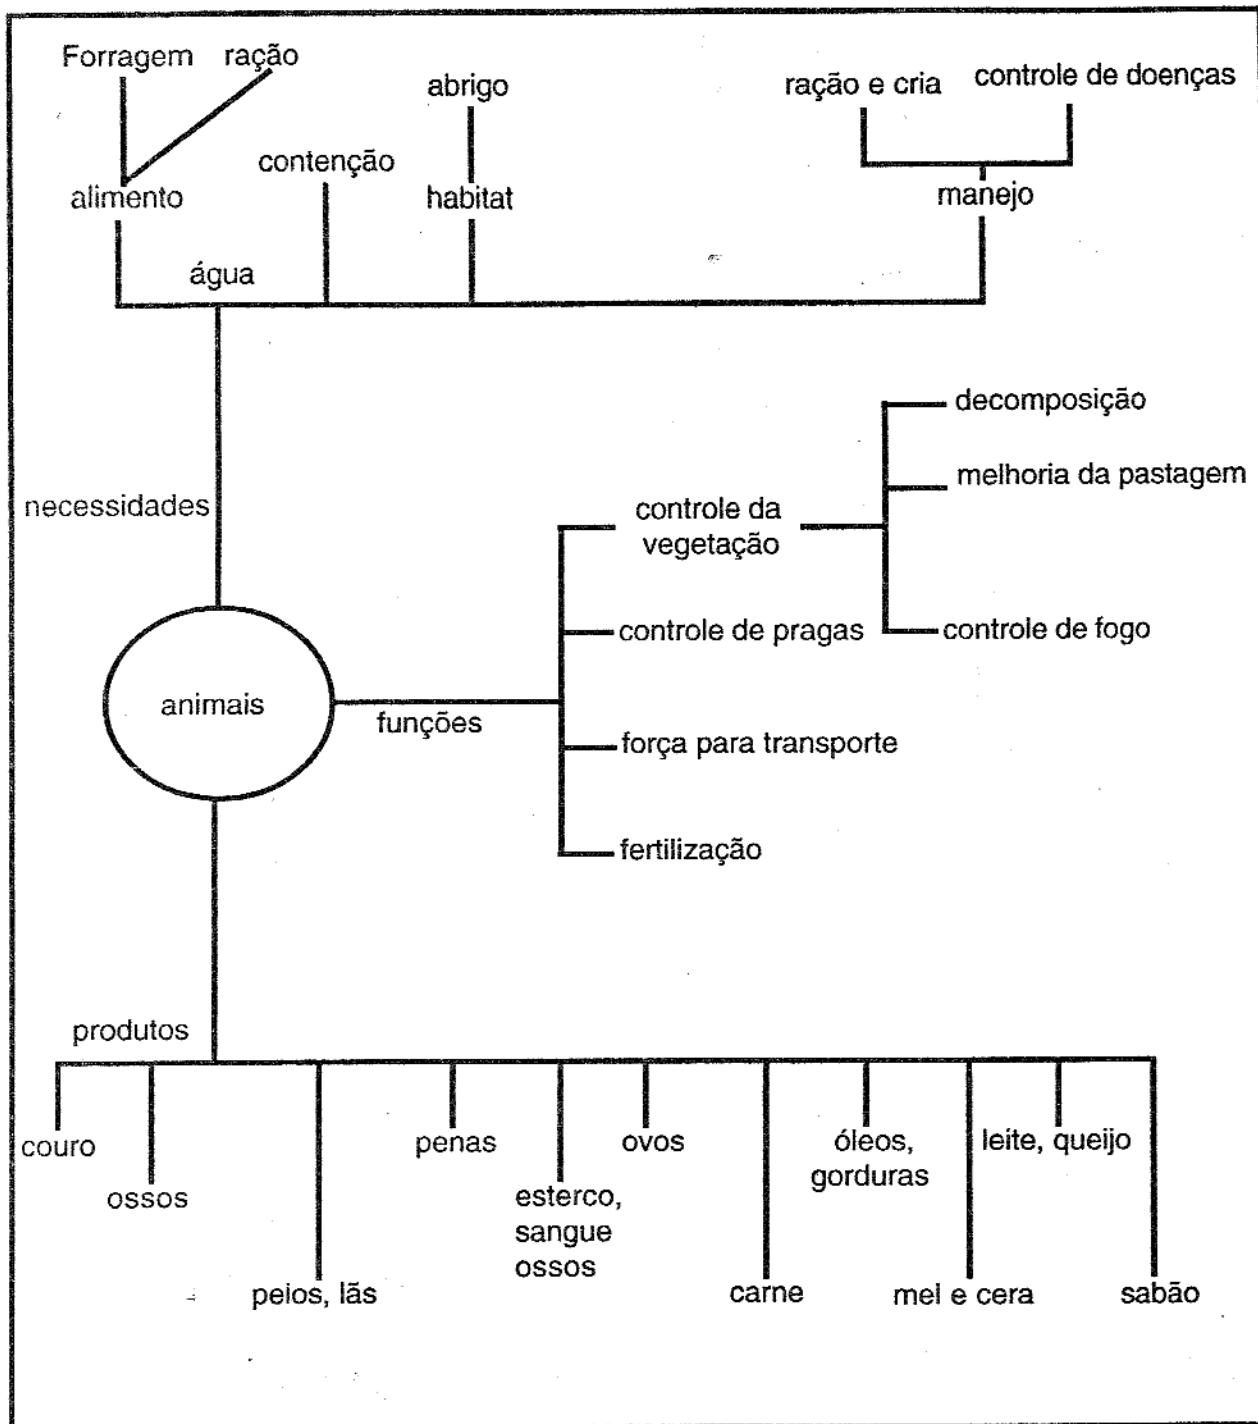 Forragem ração
abrigo
ração e cria
controle de doenças
contenção
alimento
habitat
manejo
água
necessidades
decomposição
melhoria da pastagem
controle da
vegetação
controle de pragas
controle de fogo
animais
funções
força para transporte
fertilização
produtos
couro
ossos
peios, lãs
penas
esterco,
sangue
ossos
ovos
carne
óleos,
gorduras
mel e cera
leite, queijo
sabão